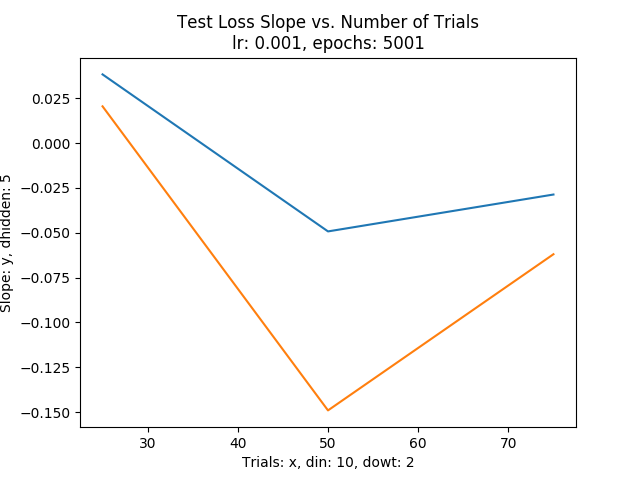 Test Loss Slope vs. Number of Trials
lr: 0.001, epochs: 5001
Slope: y, dhidden: 5
0.025
0.000
−0.025
−0.050
−0.075
−0.100
−0.125
−0.150
30 40 50 60 70
Trials: x, din: 10, dowt: 2